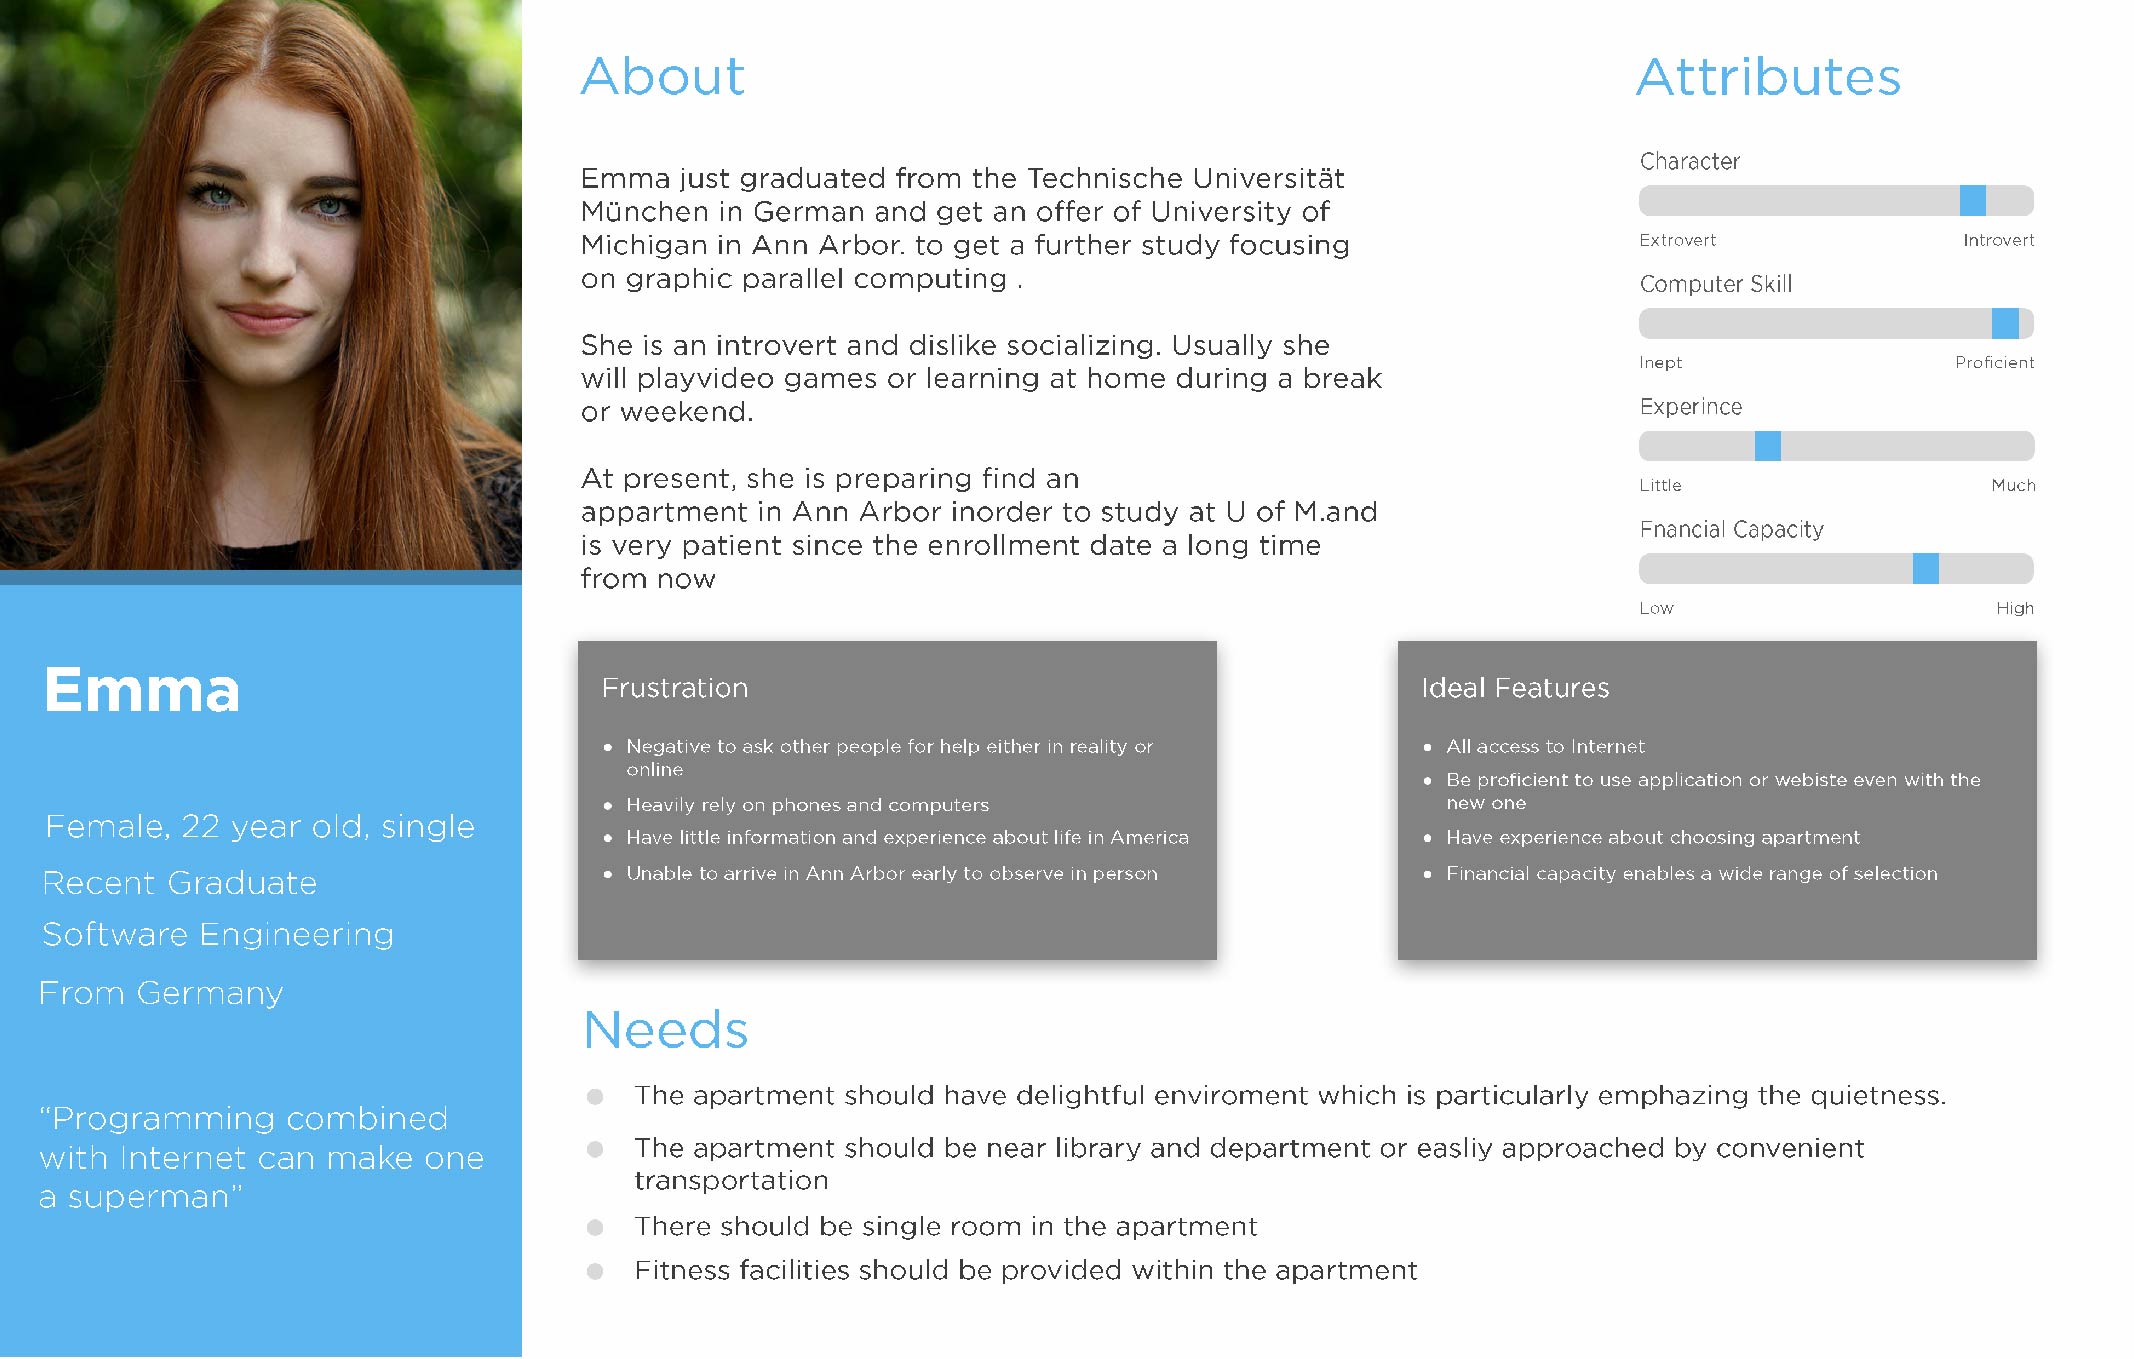 Emma
Female, 22 year old, single
Recent Graduate
Software Engineering
From Germany
“Programming combined
with Internet can make one
a superman”
About
Emma just graduated from the Technische Universität
München in German and get an offer of University of
Michigan in Ann Arbor. to get a further study focusing
on graphic parallel computing .
She is an introvert and dislike socializing. Usually she
will playvideo games or learning at home during a break
or weekend.
At present, she is preparing find an
appartment in Ann Arbor inorder to study at U of M.and
is very patient since the enrollment date a long time
from now
Attributes
Character
Extrovert Introvert
Computer Skill
Inept Proficient
Experince
Little Much
Fnancial Capacity
Low High
Frustration
• Negative to ask other people for help either in reality or
online
• Heavily rely on phones and computers
• Have little information and experience about life in America
• Unable to arrive in Ann Arbor early to observe in person
Ideal Features
• All access to Internet
• Be proficient to use application or webiste even with the
new one
• Have experience about choosing apartment
• Financial capacity enables a wide range of selection
Needs
• The apartment should have delightful enviroment which is particularly emphazing the quietness.
• The apartment should be near library and department or easliy approached by convenient
transportation
• There should be single room in the apartment
• Fitness facilities should be provided within the apartment